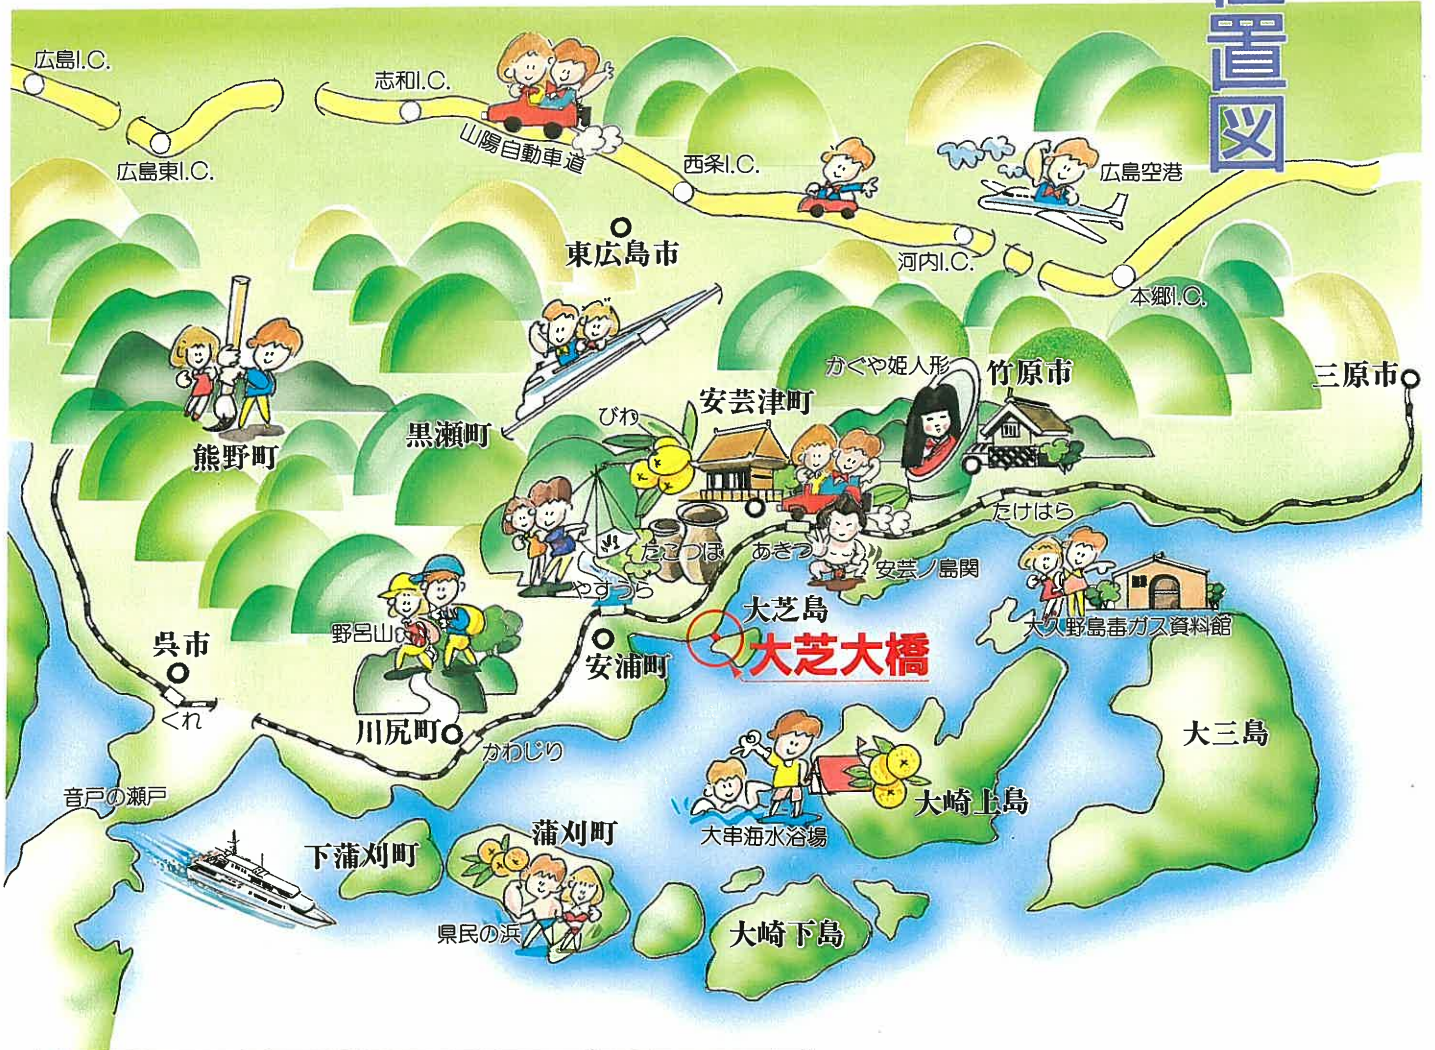 位置図
広島I.C.
志和I.C.
広島東I.C.
山陽自動車道
西条I.C.
広島空港
東広島市
河内I.C.
本郷I.C.
かぐや姫人形
竹原市
三原市
びわ
安芸津町
黒瀬町
熊野町
たけはら
たこつぼ
あきつ
安芸ノ島関
やすうら
大芝島
大久野島毒ガス資料館
野呂山
呉市
安浦町
大芝大橋
くれ
川尻町
かわじり
大三島
音戸の瀬戸
大崎上島
下蒲刈町
蒲刈町
大串海水浴場
県民の浜
大崎下島